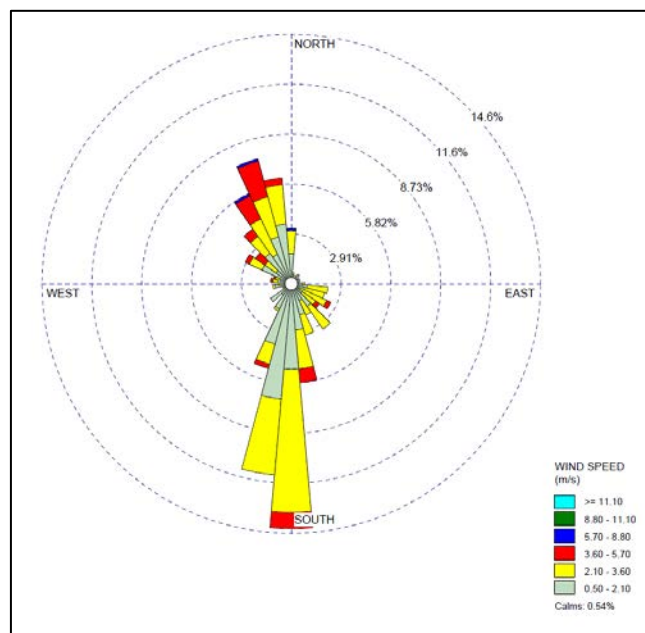 NORTH
14.6%
11.6%
8.73%
5.82%
2.91%
WEST
EAST
SOUTH
WIND SPEED
(m/s)
>= 11.10
8.80 - 11.10
5.70 - 8.80
3.60 - 5.70
2.10 - 3.60
0.50 - 2.10
Calms: 0.54%